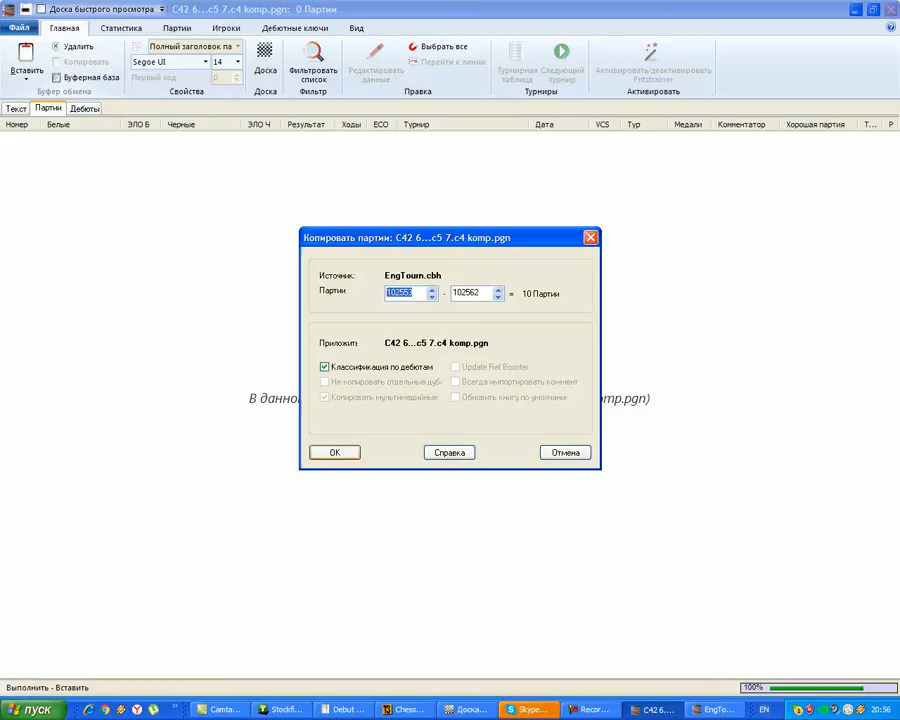 Доска быстрого просмотра
C42 6...c5 7.c4 komp.pgn: 0 Партии
Файл Главная Статистика Партии Игроки Дебютные ключи Вид
Вставить
Удалить
Копировать
Буферная база
Буфер обмена
Полный заголовок па
Segoe UI 14
Первый ход 0
Свойства
Доска
Доска
Фильтровать список
Фильтр
Редактировать данные
Выбрать все
Перейти к линии
Правка
Турнирная таблица
Следующий турнир
Турниры
Активировать/деактивировать Fritztrainer
Активировать
Текст Партии Дебюты
Номер Белые ЭЛО Б Черные ЭЛО Ч Результат Ходы ECO Турнир Дата VCS Тур Медали Комментатор Хорошая партия Т... Р
Копировать партии: C42 6...c5 7.c4 komp.pgn
Источник: EngTourn.cbh
Партии 102553 - 102562 = 10 Партии
Приложить C42 6...c5 7.c4 komp.pgn
Классификация по дебютам Update Ref Booster
Не копировать отдельные дуб Всегда импортировать коммент
Копировать мультимедийные Обновить книгу по умолчани
В данно mp.pgn)
OK Справка Отмена
Выполнить - Вставить 100%
пуск Camta... Stockfi... Debut ... Chess... Доска... Skype... Recor... C42 6.... EngTo... EN 20:56